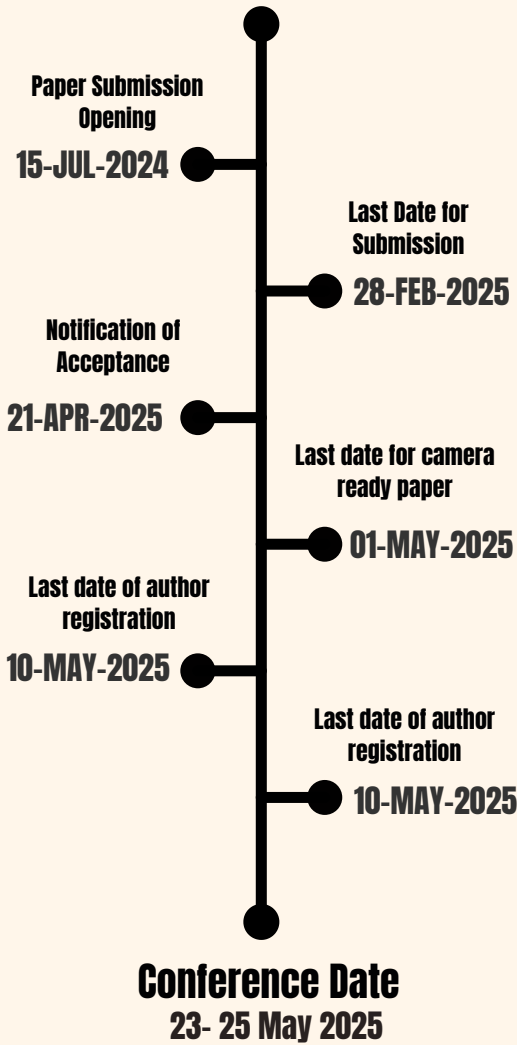 Paper Submission
Opening
15-JUL-2024
Last Date for
Submission
28-FEB-2025
Notification of
Acceptance
21-APR-2025
Last date for camera
ready paper
01-MAY-2025
Last date of author
registration
10-MAY-2025
Last date of author
registration
10-MAY-2025
Conference Date
23- 25 May 2025